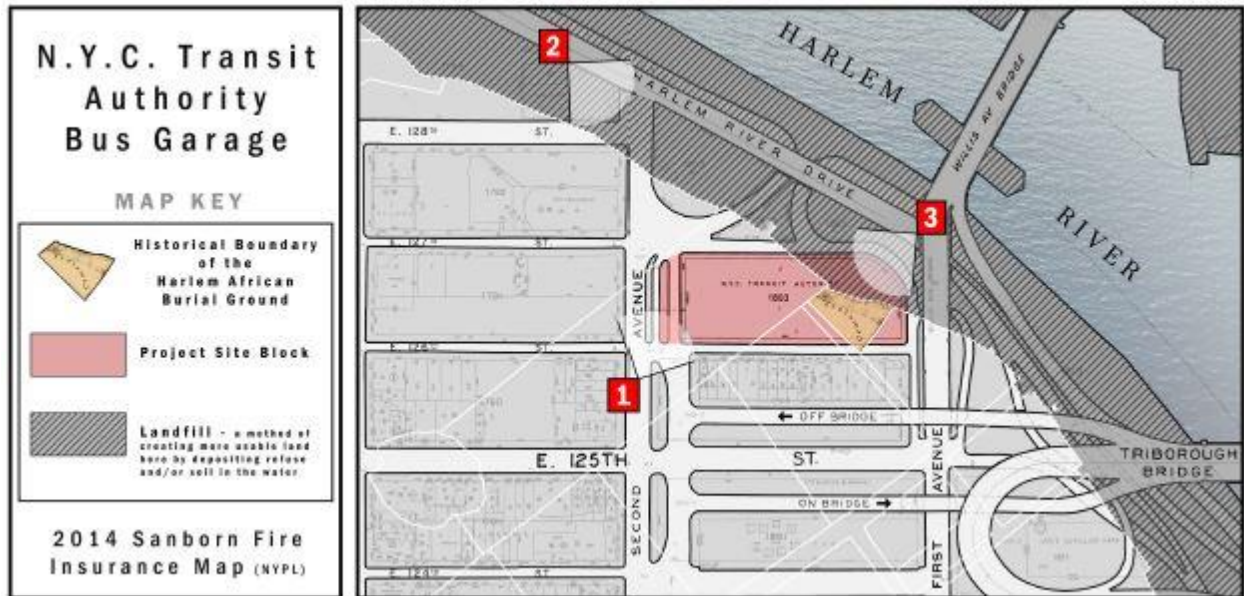 N.Y.C. Transit
Authority
Bus Garage
MAP KEY
Historical Boundary
of the
Harlem African
Burial Ground
Project Site Block
Landfill - a method of
creating more usable land
here by depositing refuse
and/or soil in the water
2014 Sanborn Fire
Insurance Map (NYPL)
2
HARLEM
RIVER
HARLEM RIVER DRIVE
WILLIS AV BRIDGE
E. 128TH ST.
3
E. 127TH ST.
N.Y.C. TRANSIT
1803
AVENUE
E. 126TH ST.
1
← OFF BRIDGE
E. 125TH ST.
TRIBOROUGH
BRIDGE
ON BRIDGE →
SECOND
FIRST AVENUE
E. 124TH ST.